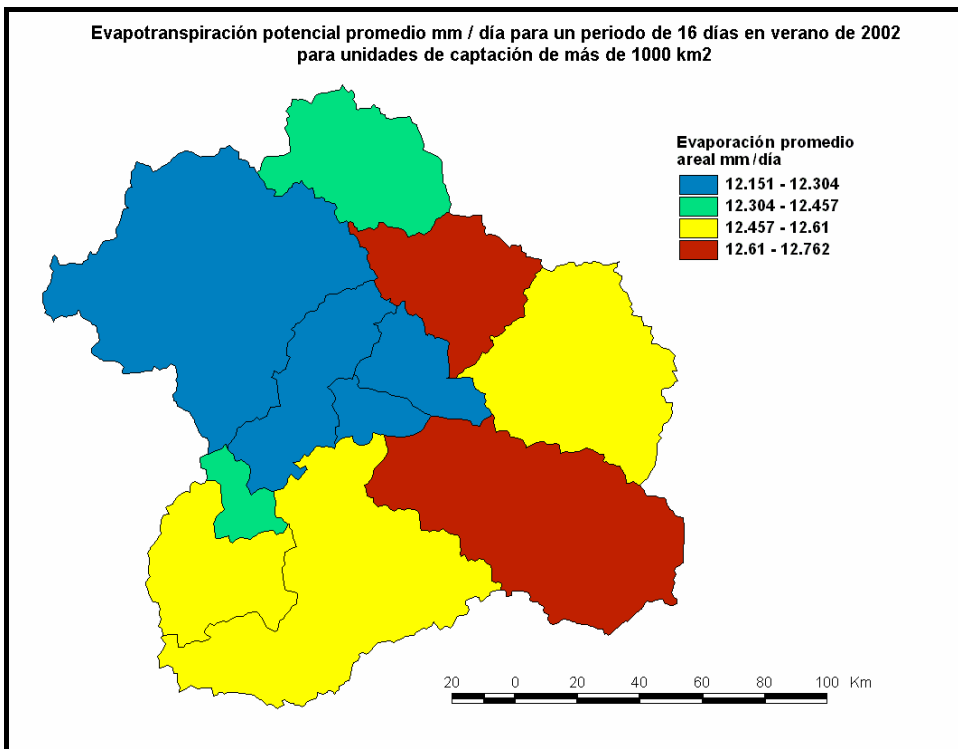 Evapotranspiración potencial promedio mm / día para un periodo de 16 días en verano de 2002
para unidades de captación de más de 1000 km2
Evaporación promedio
areal mm/día
12.151 - 12.304
12.304 - 12.457
12.457 - 12.61
12.61 - 12.762
20 0 20 40 60 80 100 Km